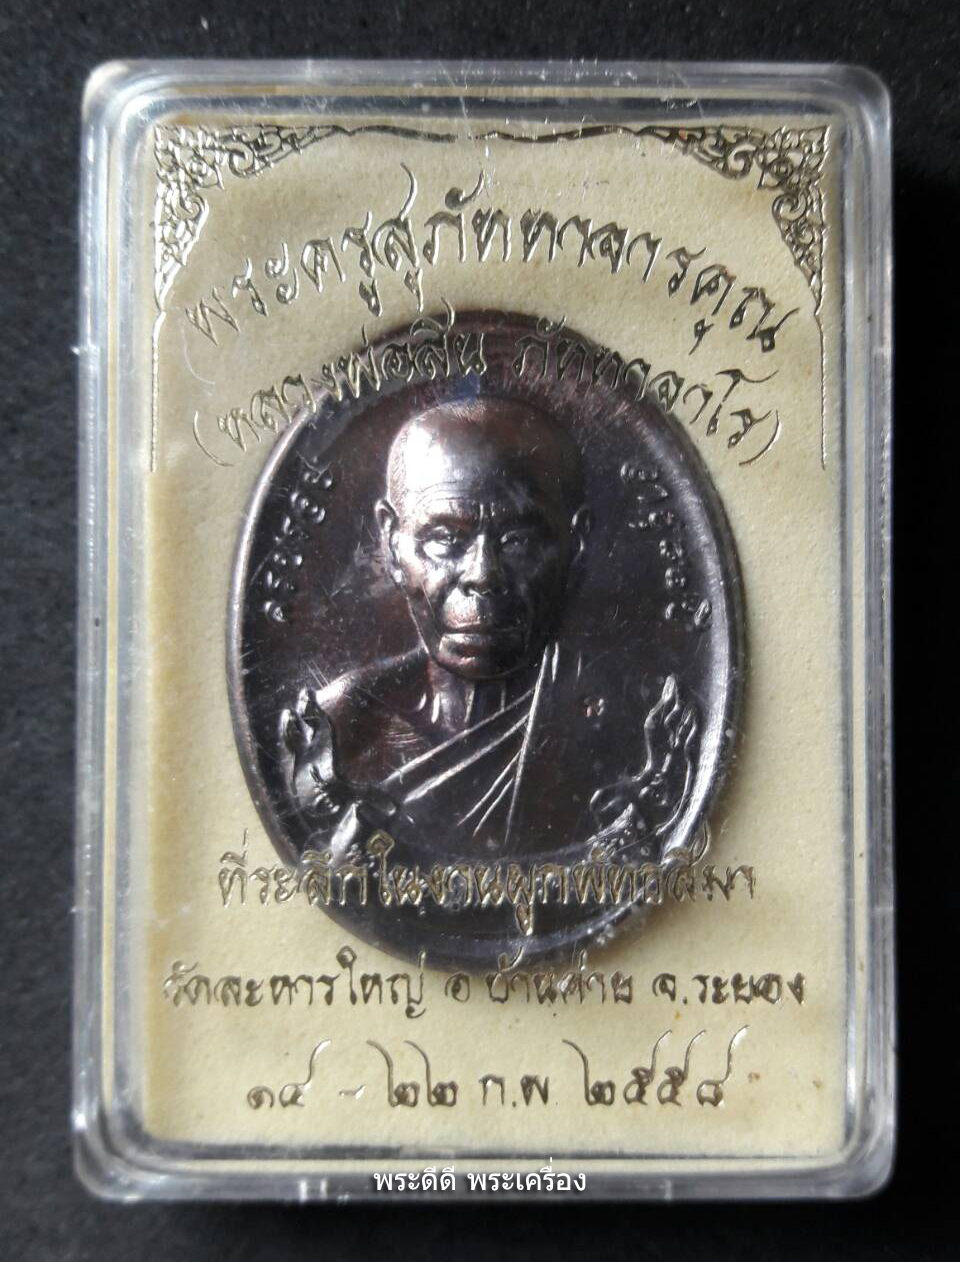 พระครูสุภัททาจารคุณ
(หลวงพ่อสิน ภัททาจาโร)
ที่ระลึกในงานผูกพัทธสีมา
วัดละหารใหญ่ อ บ้านค่าย จ.ระยอง
๑๔ - ๒๒ ก.พ ๒๕๕๘
พระดีดี พระเครื่อง